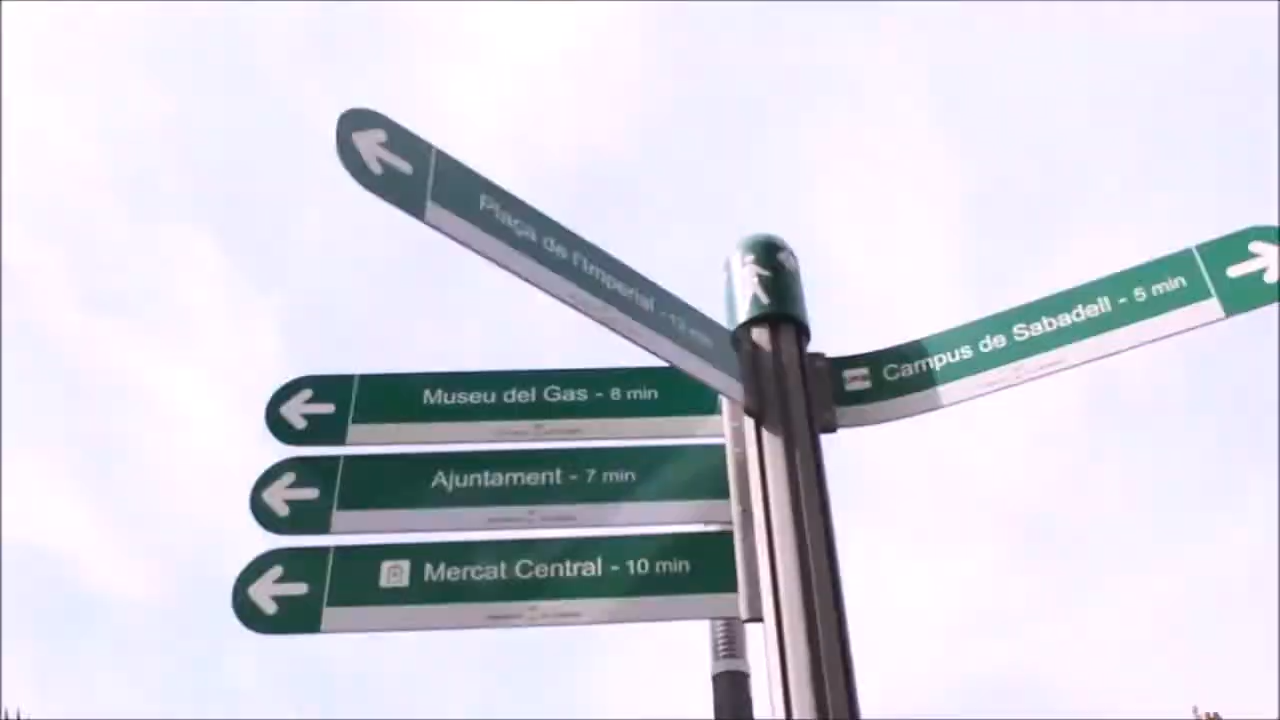 Plaça de l'Imperial - 12 min
Campus de Sabadell - 5 min
Museu del Gas - 8 min
Ajuntament - 7 min
Mercat Central - 10 min